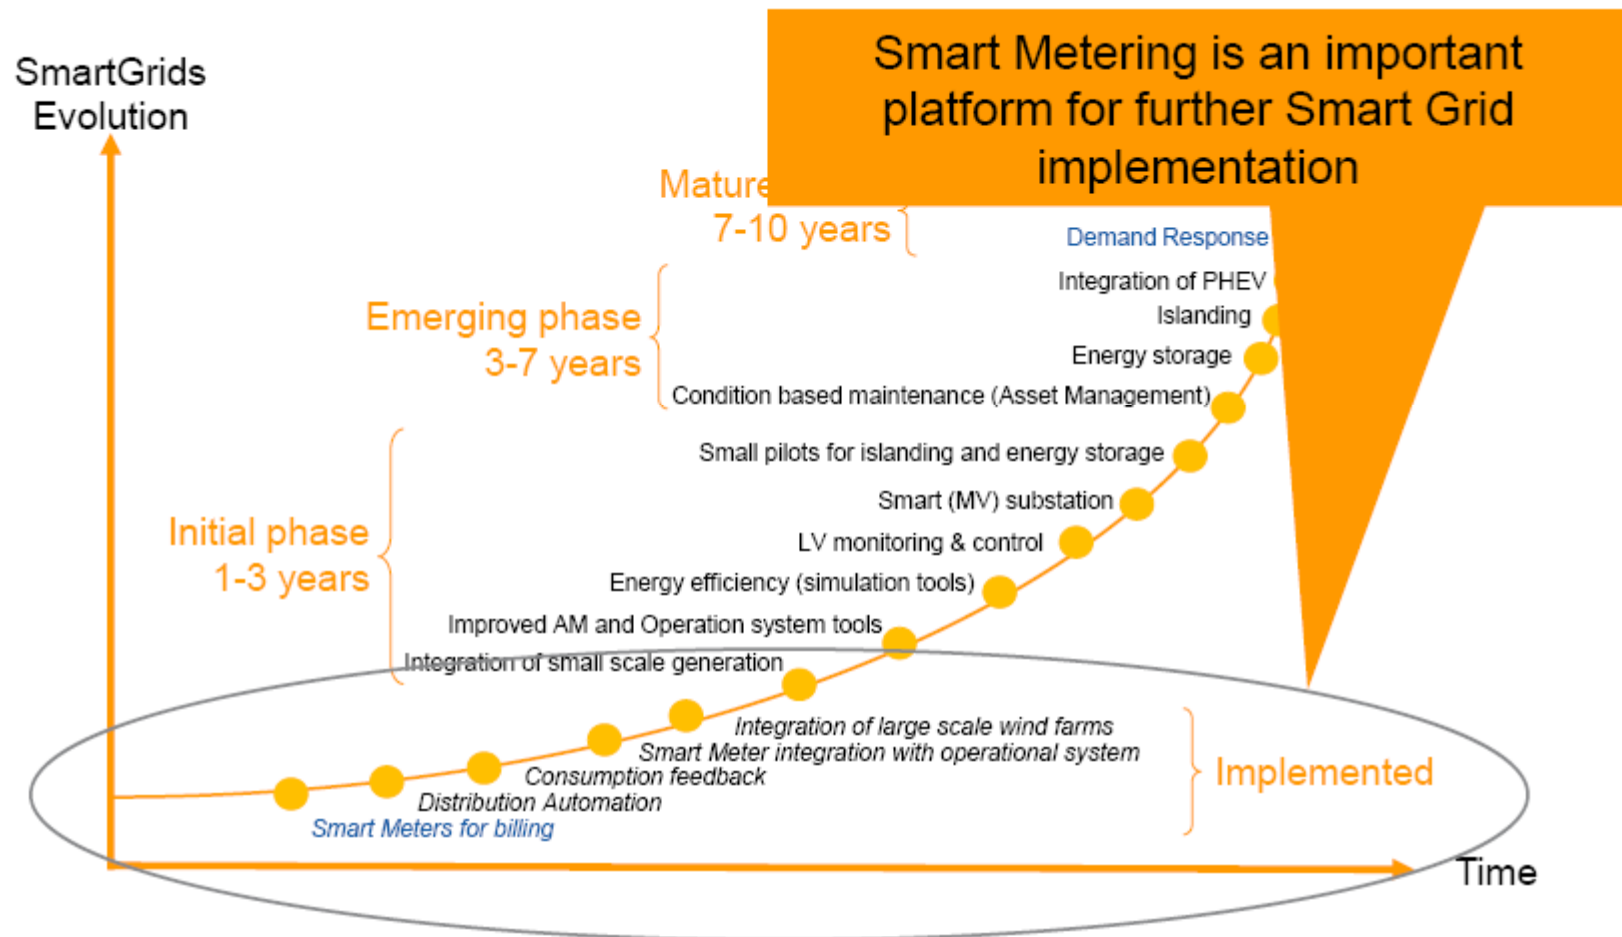 SmartGrids
Evolution
Smart Metering is an important
platform for further Smart Grid
implementation
Mature
7-10 years
Demand Response
Integration of PHEV
Islanding
Energy storage
Emerging phase
3-7 years
Condition based maintenance (Asset Management)
Small pilots for islanding and energy storage
Smart (MV) substation
LV monitoring & control
Initial phase
1-3 years
Energy efficiency (simulation tools)
Improved AM and Operation system tools
Integration of small scale generation
Integration of large scale wind farms
Smart Meter integration with operational system
Consumption feedback
Distribution Automation
Smart Meters for billing
Implemented
Time